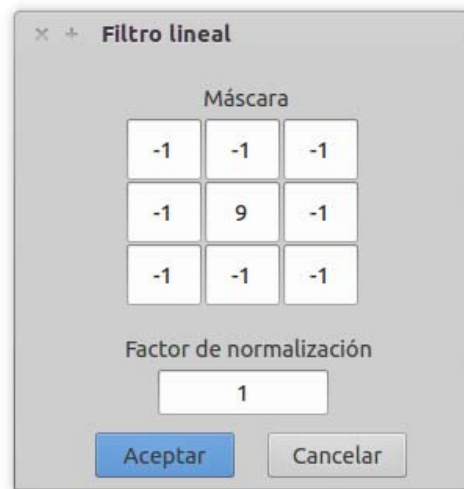 Filtro lineal
Máscara
-1 -1 -1
-1 9 -1
-1 -1 -1
Factor de normalización
1
Aceptar Cancelar